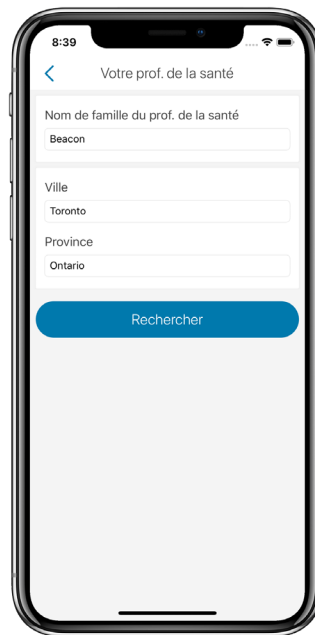 8:39
Votre prof. de la santé
Nom de famille du prof. de la santé
Beacon
Ville
Toronto
Province
Ontario
Rechercher